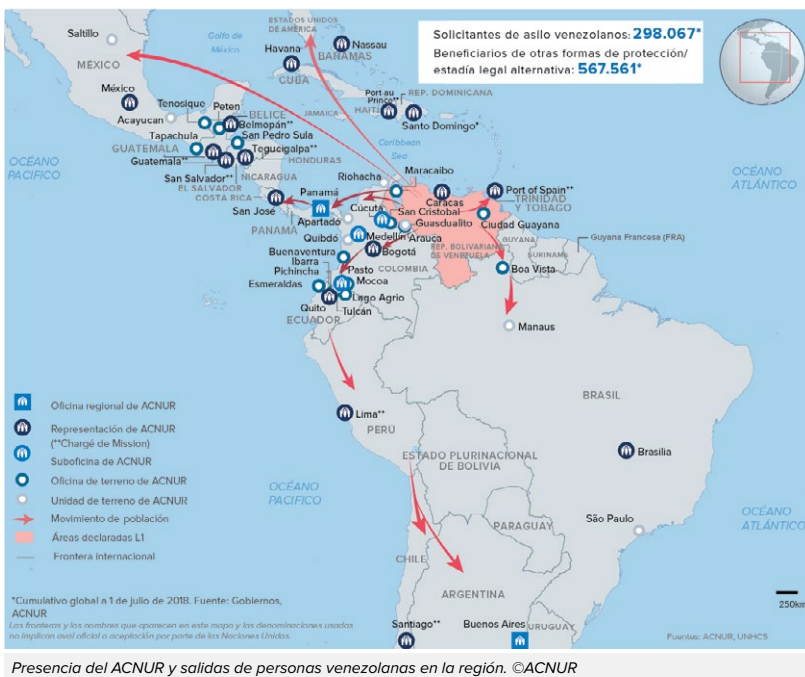 Solicitantes de asilo venezolanos: 298.067*
Beneficiarios de otras formas de protección/
estadía legal alternativa: 567.561*
ESTADOS UNIDOS
DE AMÉRICA
Saltillo
Golfo de
México
Nassau
BAHAMAS
Havana
CUBA
MÉXICO
México
Acayucan
Tenosique
Peten
BELICE
Belmopán**
San Pedro Sula
Tapachula
GUATEMALA
Guatemala**
Tegucigalpa**
HONDURAS
San Salvador**
EL SALVADOR
NICARAGUA
COSTA RICA
JAMAICA
Port au
Prince**
HAITÍ
REP. DOMINICANA
Santo Domingo*
Caribbean
Sea
OCÉANO
PACIFICO
OCÉANO
ATLÁNTICO
San José
Panamá
PANAMÁ
Riohacha
Maracaibo
Caracas
Port of Spain**
TRINIDAD
Y TOBAGO
Cúcuta
San Cristobal
Guasdualito
Ciudad Guayana
Apartadó
Medellín
Arauca
Quibdó
Bogotá
REP. BOLIVARIANA
DE VENEZUELA
GUYANA
SURINAME
Guyana Francesa (FRA)
Buenaventura
COLOMBIA
Boa Vista
Ibarra
Pasto
Pichincha
Mocoa
Esmeraldas
Lago Agrio
Quito
Tulcán
ECUADOR
Manaus
BRASIL
Lima**
PERÚ
Brasilia
ESTADO PLURINACIONAL
DE BOLIVIA
OCÉANO
PACIFICO
São Paulo
OCÉANO
ATLÁNTICO
PARAGUAY
CHILE
ARGENTINA
Santiago**
Buenos Aires
URUGUAY
250km
Oficina regional de ACNUR
Representación de ACNUR
(**Chargé de Mission)
Suboficina de ACNUR
Oficina de terreno de ACNUR
Unidad de terreno de ACNUR
Movimiento de población
Áreas declaradas L1
Frontera internacional
*Cumulativo global a 1 de julio de 2018. Fuente: Gobiernos,
ACNUR
Las fronteras y los nombres que aparecen en este mapa y las denominaciones usadas
no implican aval oficial o aceptación por parte de las Naciones Unidas.
Fuentes: ACNUR, UNHCS
Presencia del ACNUR y salidas de personas venezolanas en la región. ©ACNUR